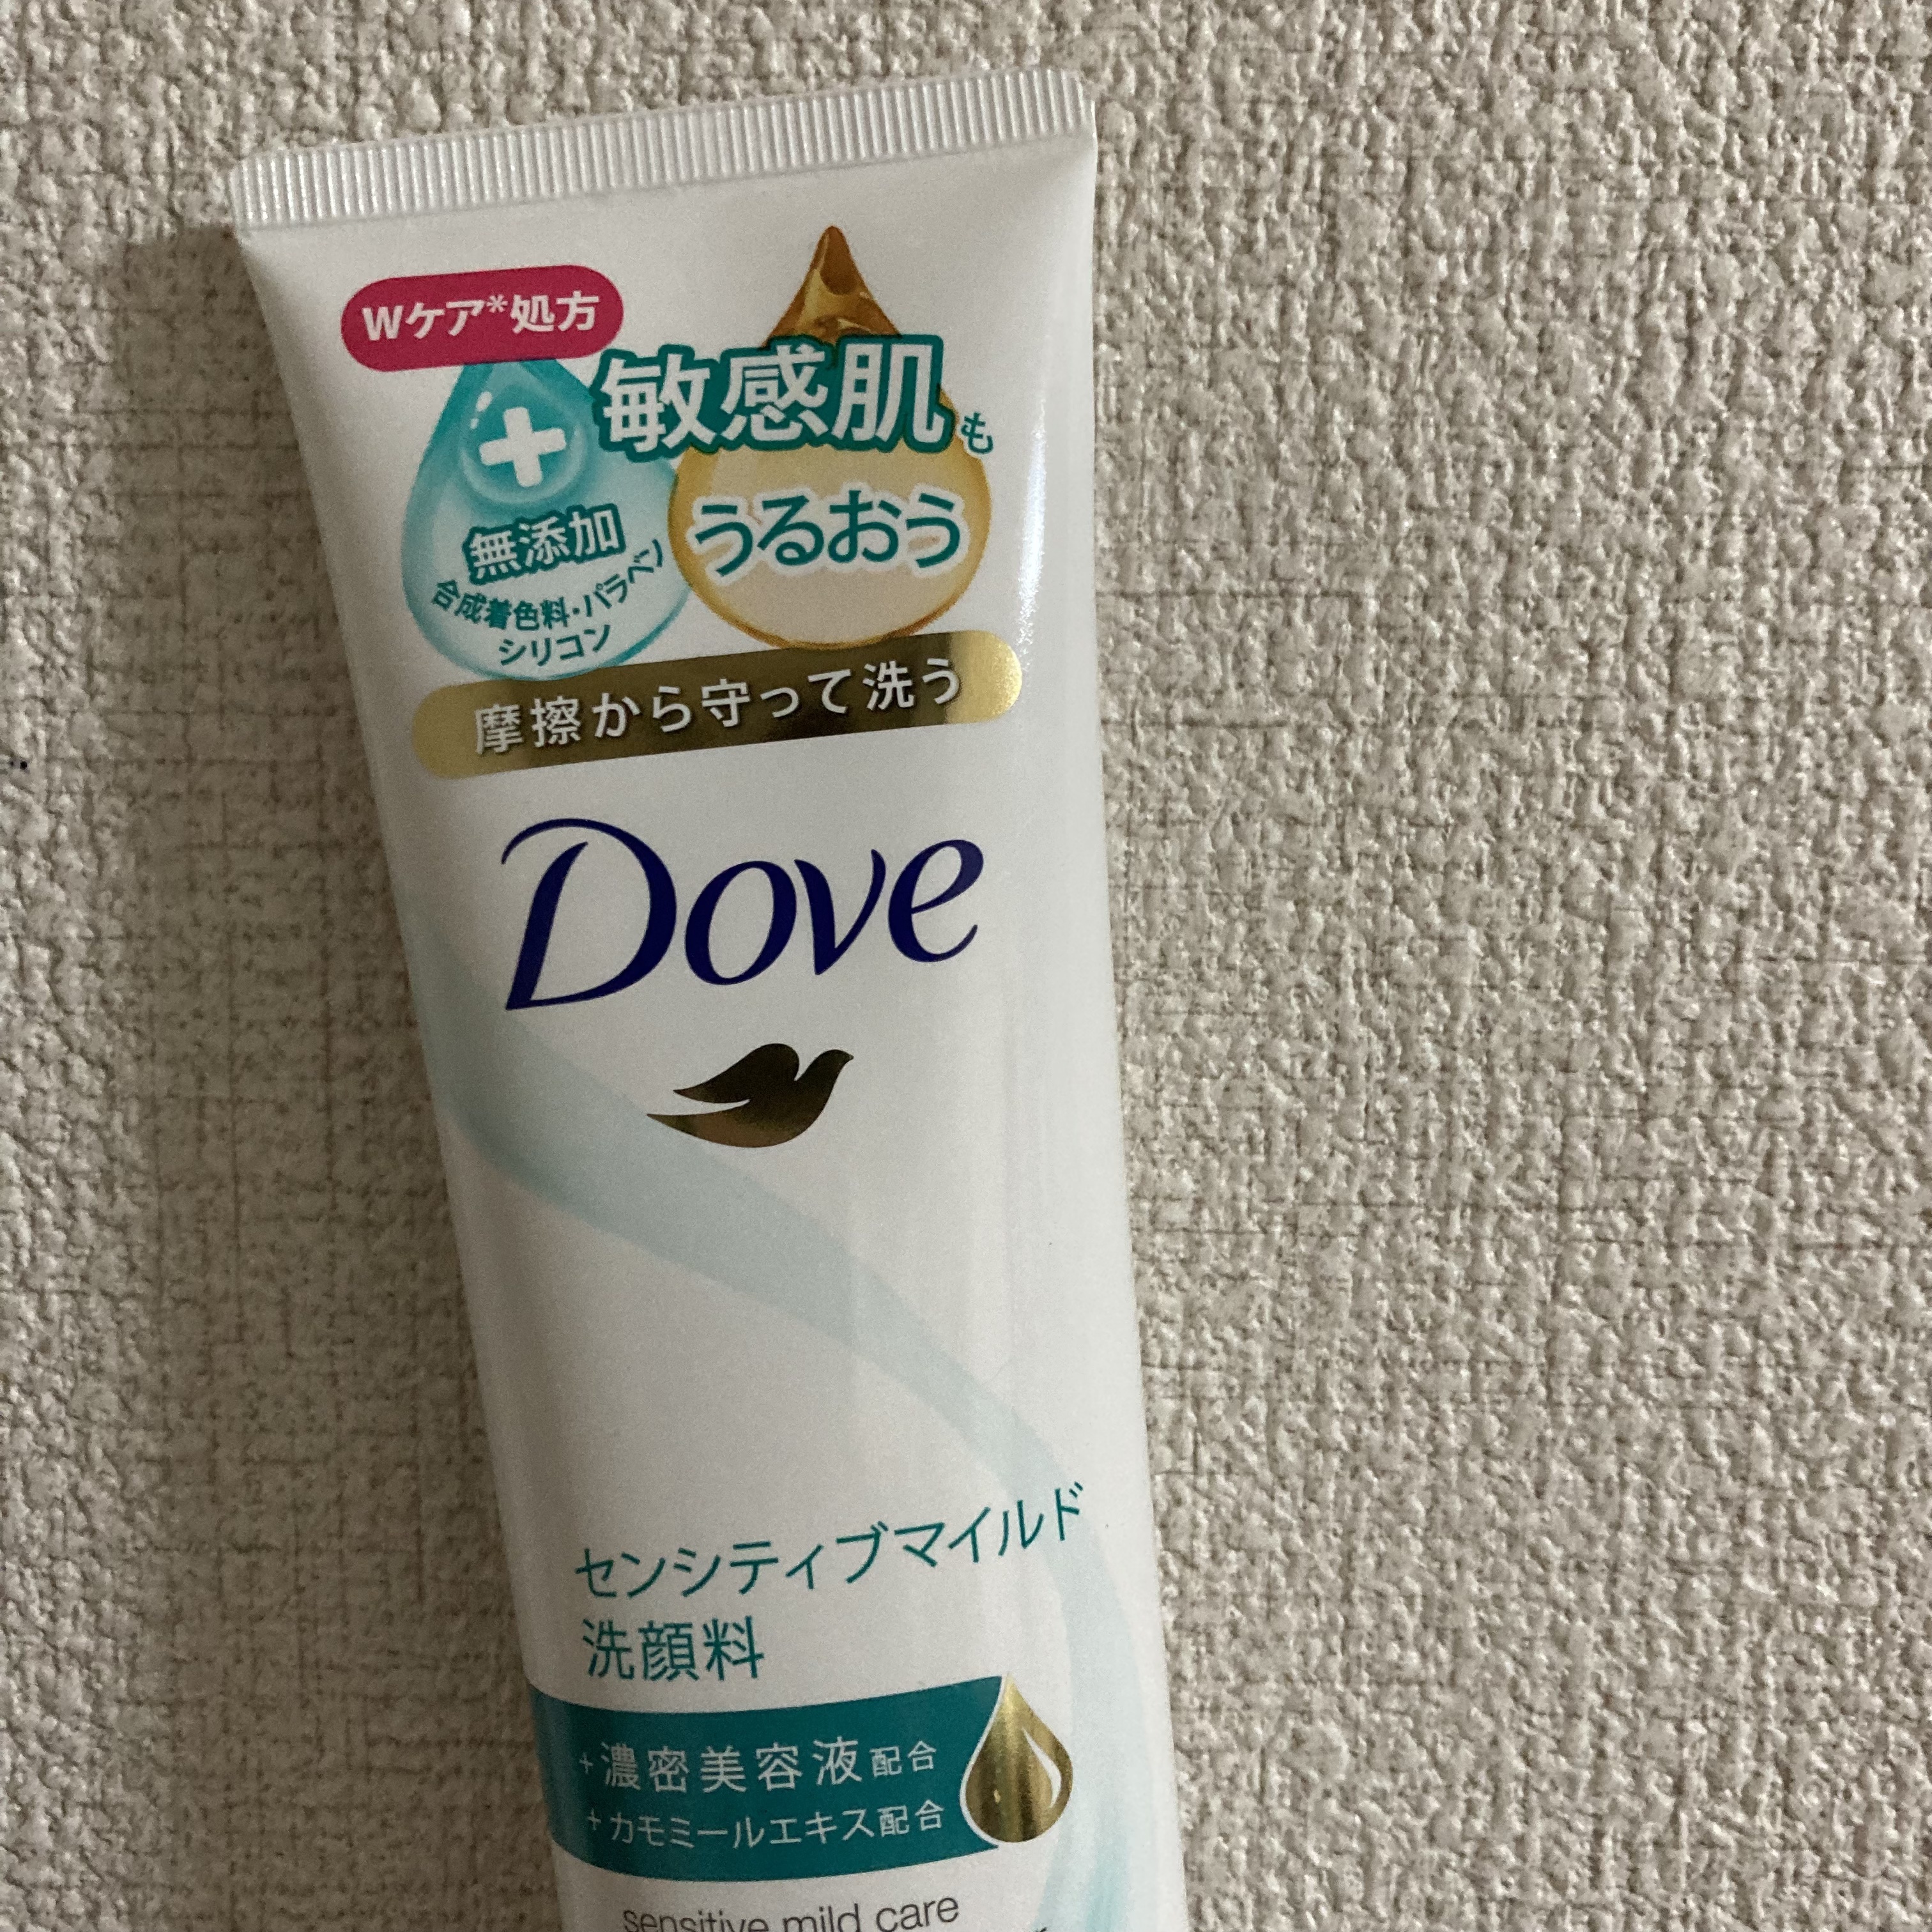 Wケア*処方
敏感肌も
うるおう
無添加
合成着色料・パラベン
シリコン
摩擦から守って洗う
Dove
センシティブマイルド
洗顔料
+濃密美容液配合
+カモミールエキス配合
sensitive mild care